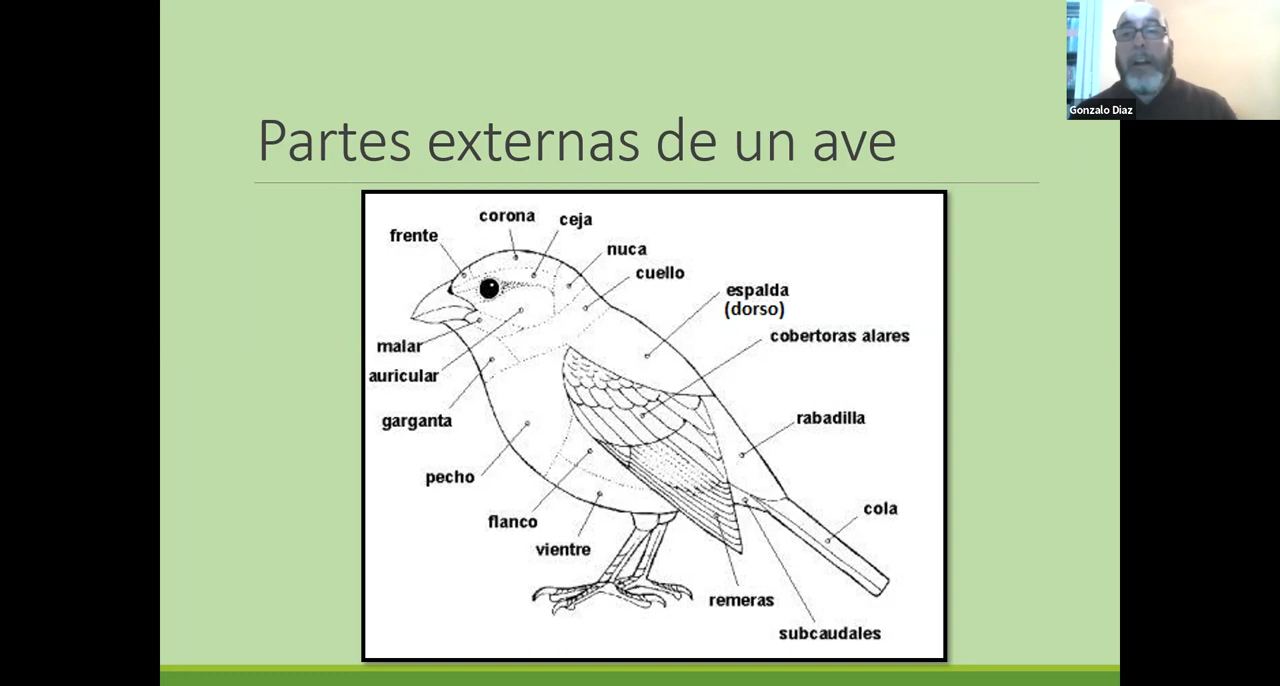 Gonzalo Diaz
Partes externas de un ave
corona
ceja
frente
nuca
cuello
espalda
(dorso)
cobertoras alares
malar
auricular
garganta
rabadilla
pecho
cola
flanco
vientre
remeras
subcaudales